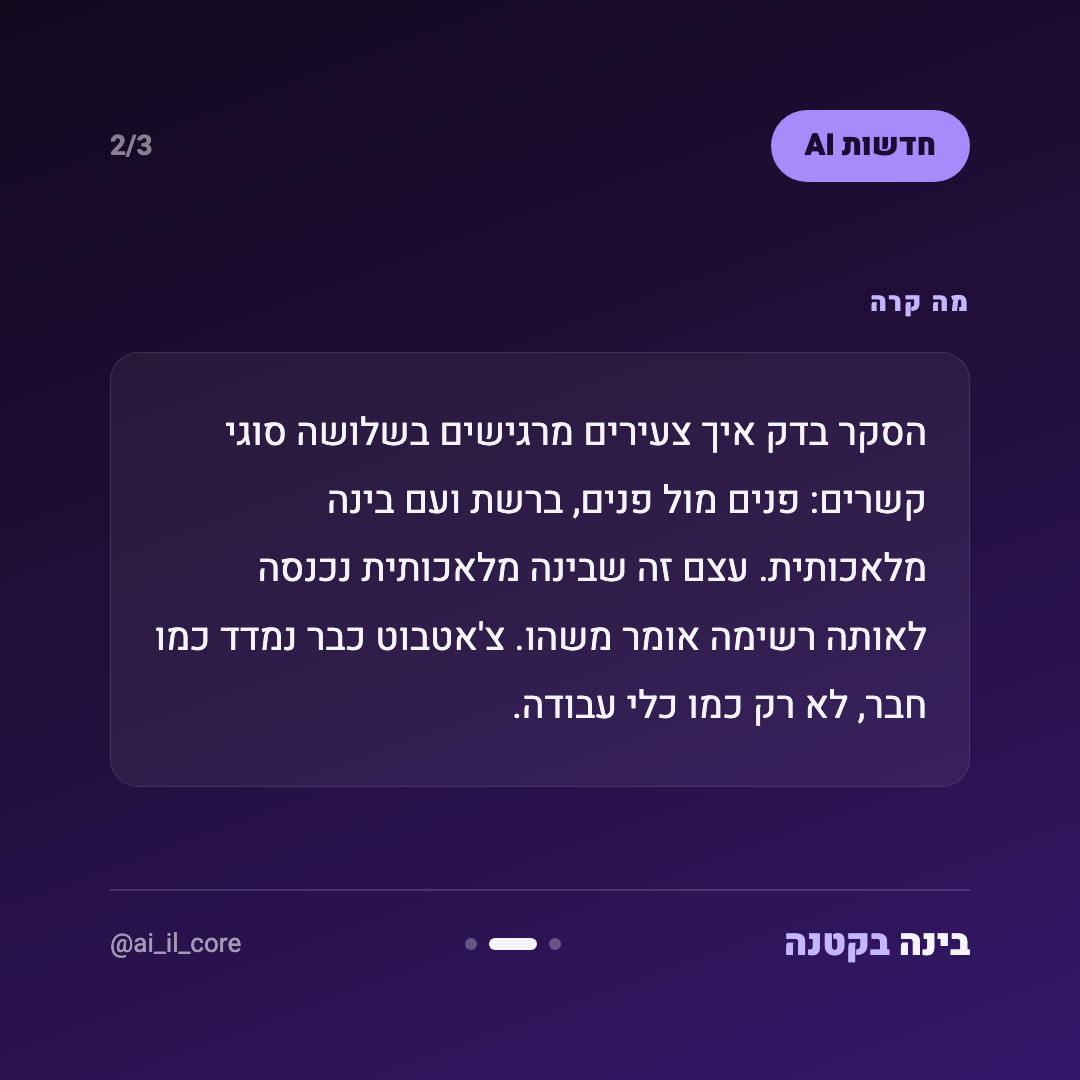 חדשות AI
2/3
מה קרה
הסקר בדק איך צעירים מרגישים בשלושה סוגי
קשרים: פנים מול פנים, ברשת ועם בינה
מלאכותית. עצם זה שבינה מלאכותית נכנסה
לאותה רשימה אומר משהו. צ'אטבוט כבר נמדד כמו
חבר, לא רק כמו כלי עבודה.
בינה בקטנה
@ai_il_core